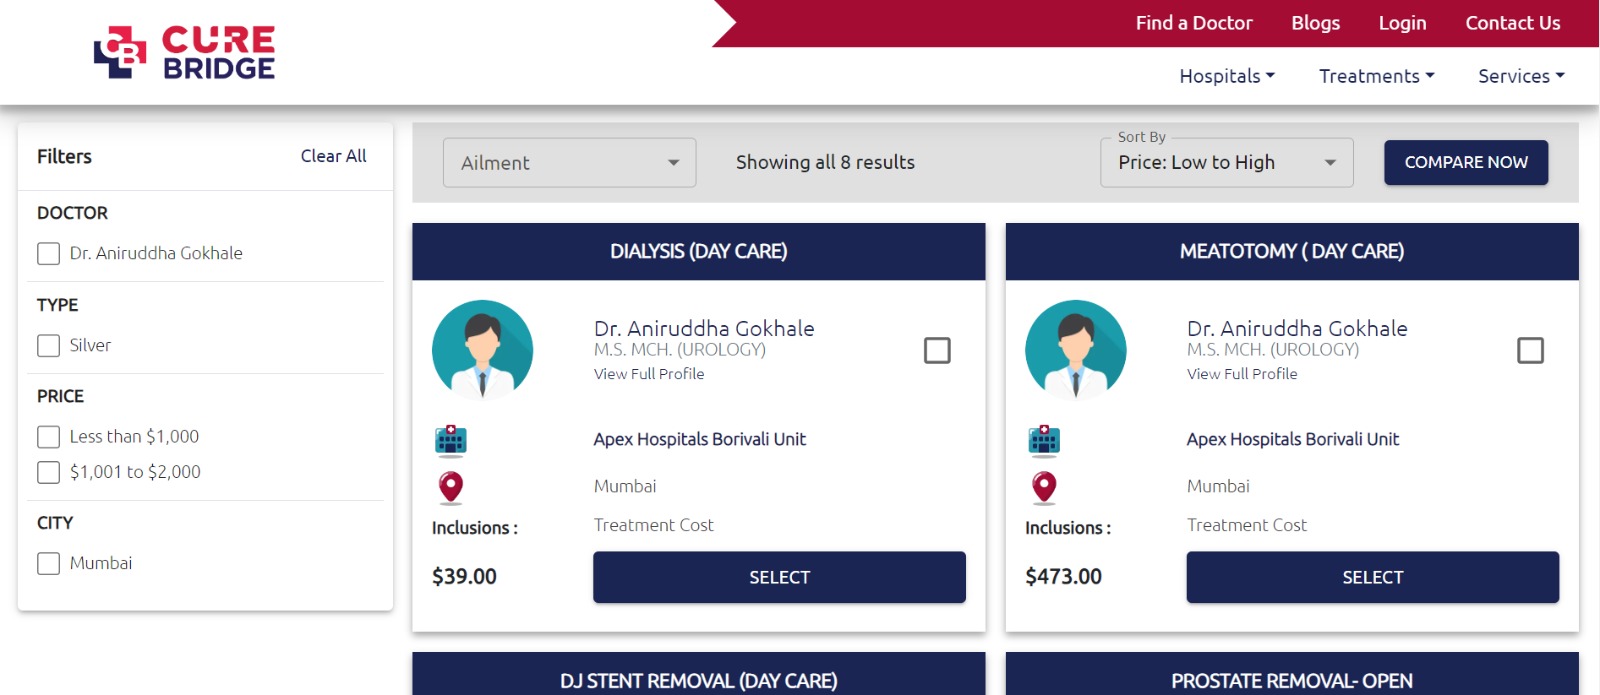 CURE
BRIDGE
CB
Find a Doctor Blogs Login Contact Us
Hospitals Treatments Services
Filters Clear All
DOCTOR
Dr. Aniruddha Gokhale
TYPE
Silver
PRICE
Less than $1,000
$1,001 to $2,000
CITY
Mumbai
Ailment Showing all 8 results Sort By Price: Low to High COMPARE NOW
DIALYSIS (DAY CARE)
Dr. Aniruddha Gokhale
M.S. MCH. (UROLOGY)
View Full Profile
Apex Hospitals Borivali Unit
Mumbai
Inclusions : Treatment Cost
$39.00 SELECT
MEATOTOMY ( DAY CARE)
Dr. Aniruddha Gokhale
M.S. MCH. (UROLOGY)
View Full Profile
Apex Hospitals Borivali Unit
Mumbai
Inclusions : Treatment Cost
$473.00 SELECT
DJ STENT REMOVAL (DAY CARE)
PROSTATE REMOVAL- OPEN